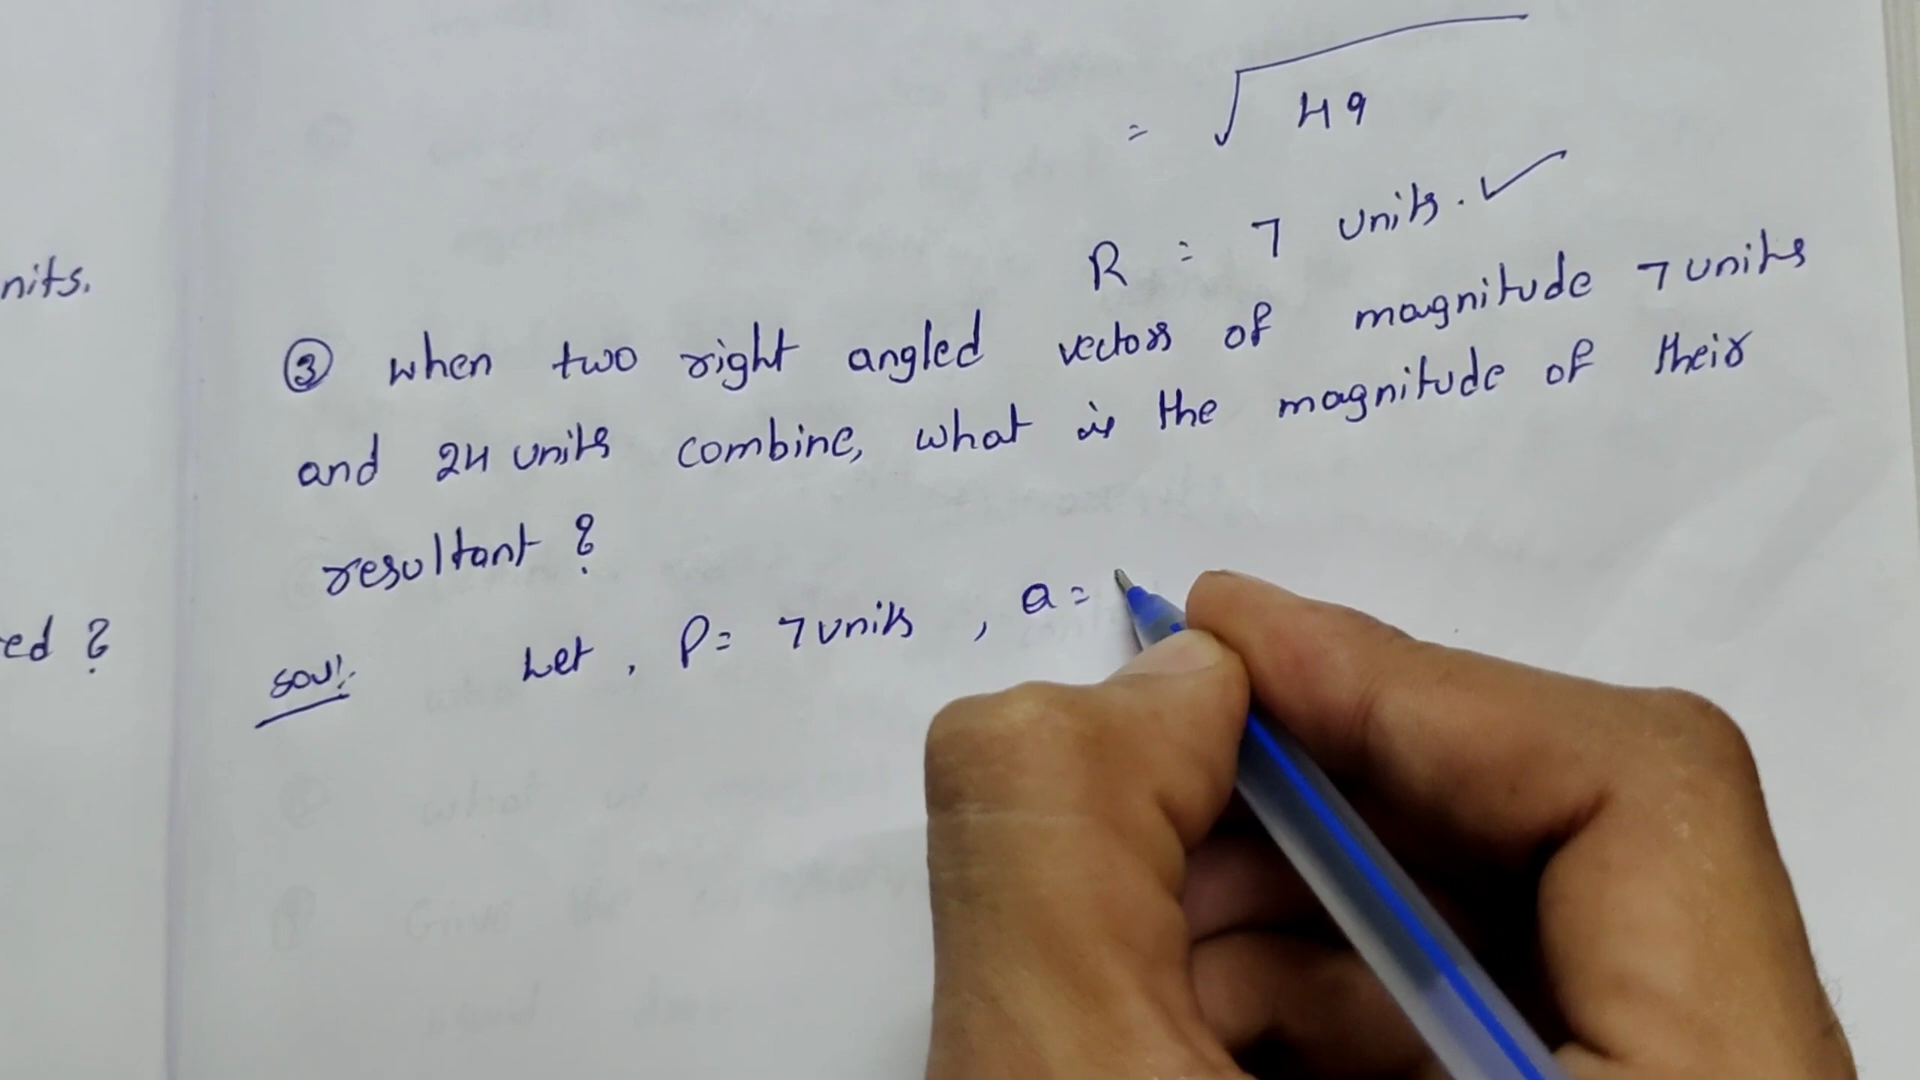 nits.
ed ?
= √49
R = 7 units.
③ when two right angled vectors of magnitude 7 units
and 24 units combine, what is the magnitude of their
resultant ?
Sol: Let, P = 7 units, Q =